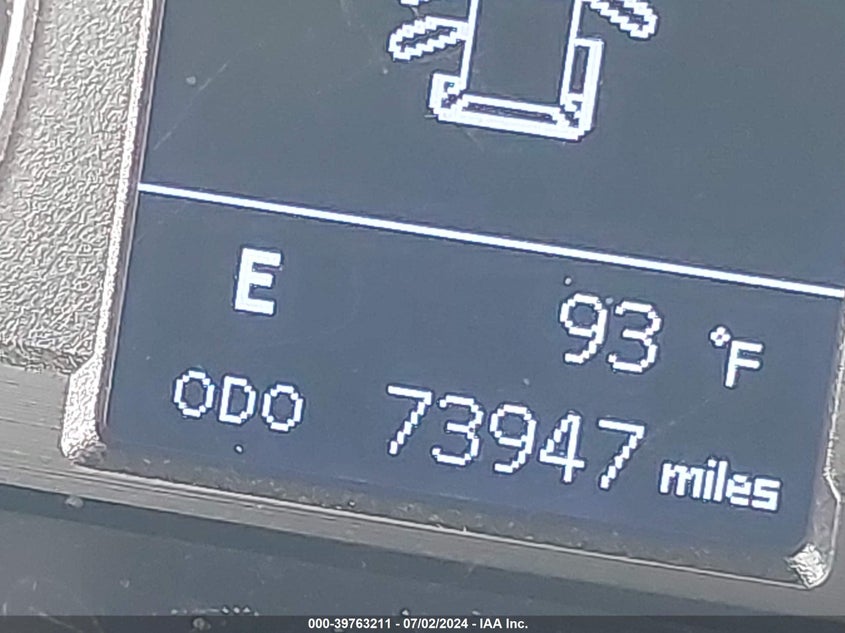 E
93 °F
ODO 73947 miles
000-39763211 - 07/02/2024 - IAA Inc.